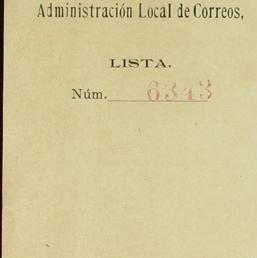 Administración Local de Correos,
LISTA.
Núm. 6343